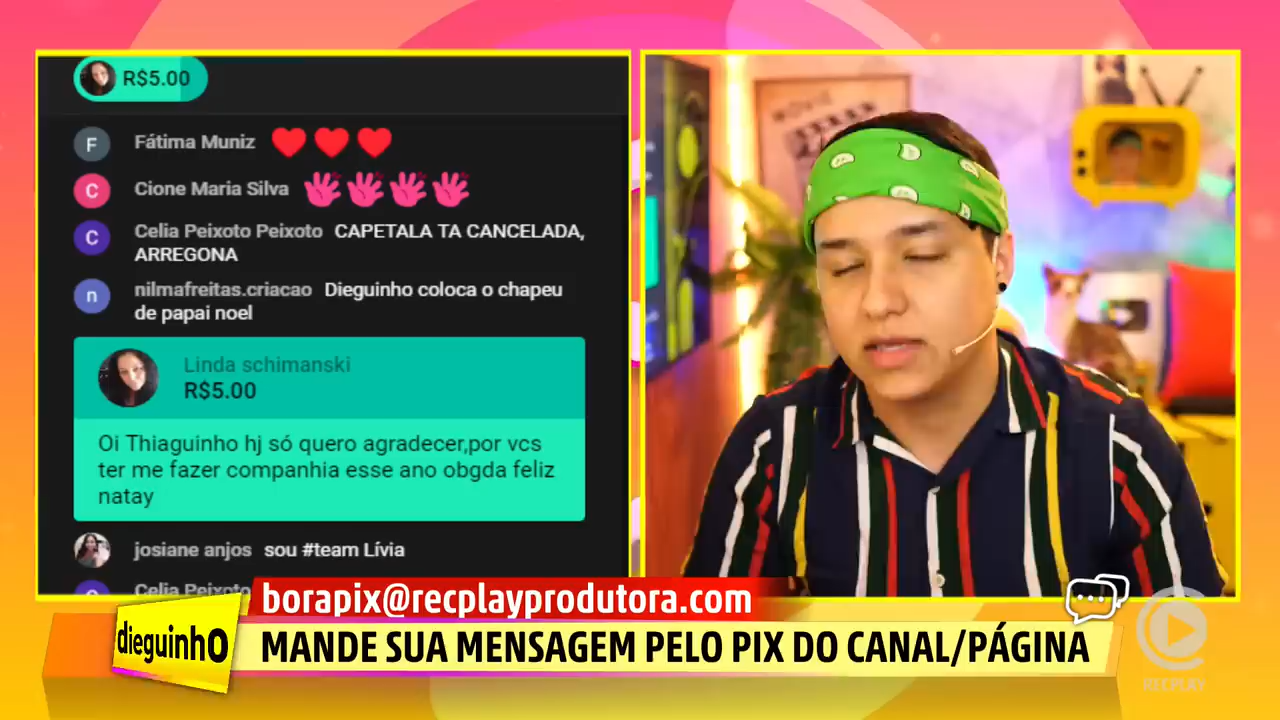 R$5.00
F Fátima Muniz
C Cione Maria Silva
C Celia Peixoto Peixoto CAPETALA TA CANCELADA,
ARREGONA
n nilmafreitas.criacao Dieguinho coloca o chapeu
de papai noel
Linda schimanski
R$5.00
Oi Thiaguinho hj só quero agradecer,por vcs
ter me fazer companhia esse ano obgda feliz
natay
josiane anjos sou #team Lívia
Celia Peixoto
MOVIE
borapix@recplayprodutora.com
dieguinho
MANDE SUA MENSAGEM PELO PIX DO CANAL/PÁGINA
RECPLAY